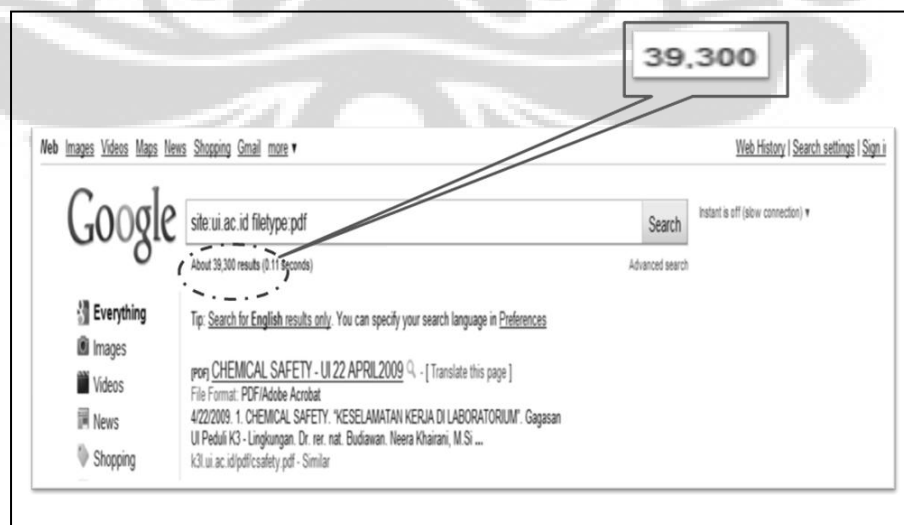 39,300
Web Images Videos Maps News Shopping Gmail more ▼
Web History | Search settings | Sign i
Google
site:ui.ac.id filetype:pdf
Search
Instant is off (slow connection) ▼
About 39,300 results (0.11 seconds)
Advanced search
Everything
Images
Videos
News
Shopping
Tip: Search for English results only. You can specify your search language in Preferences
[PDF] CHEMICAL SAFETY - UI 22 APRIL2009 - [ Translate this page ]
File Format: PDF/Adobe Acrobat
4/22/2009. 1. CHEMICAL SAFETY. "KESELAMATAN KERJA DI LABORATORIUM". Gagasan
UI Peduli K3 - Lingkungan. Dr. rer. nat. Budiawan. Neera Khairani, M.Si ...
k3l.ui.ac.id/pdf/csafety.pdf - Similar